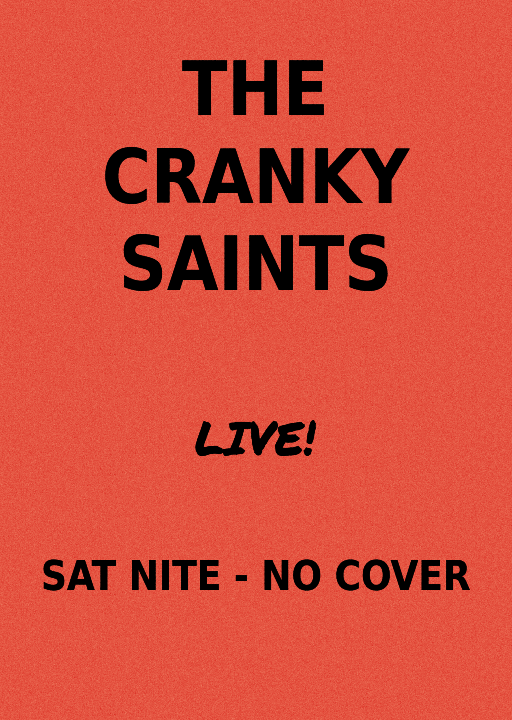 THE
CRANKY
SAINTS
LIVE!
SAT NITE - NO COVER